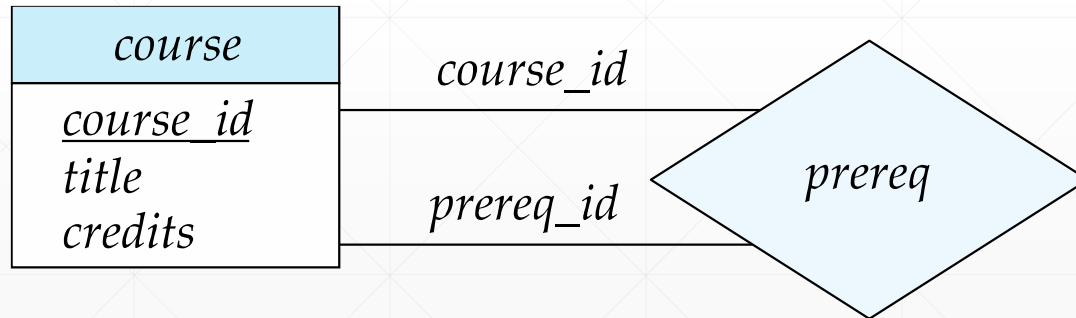 course
course_id
title
credits
course_id
prereq_id
prereq